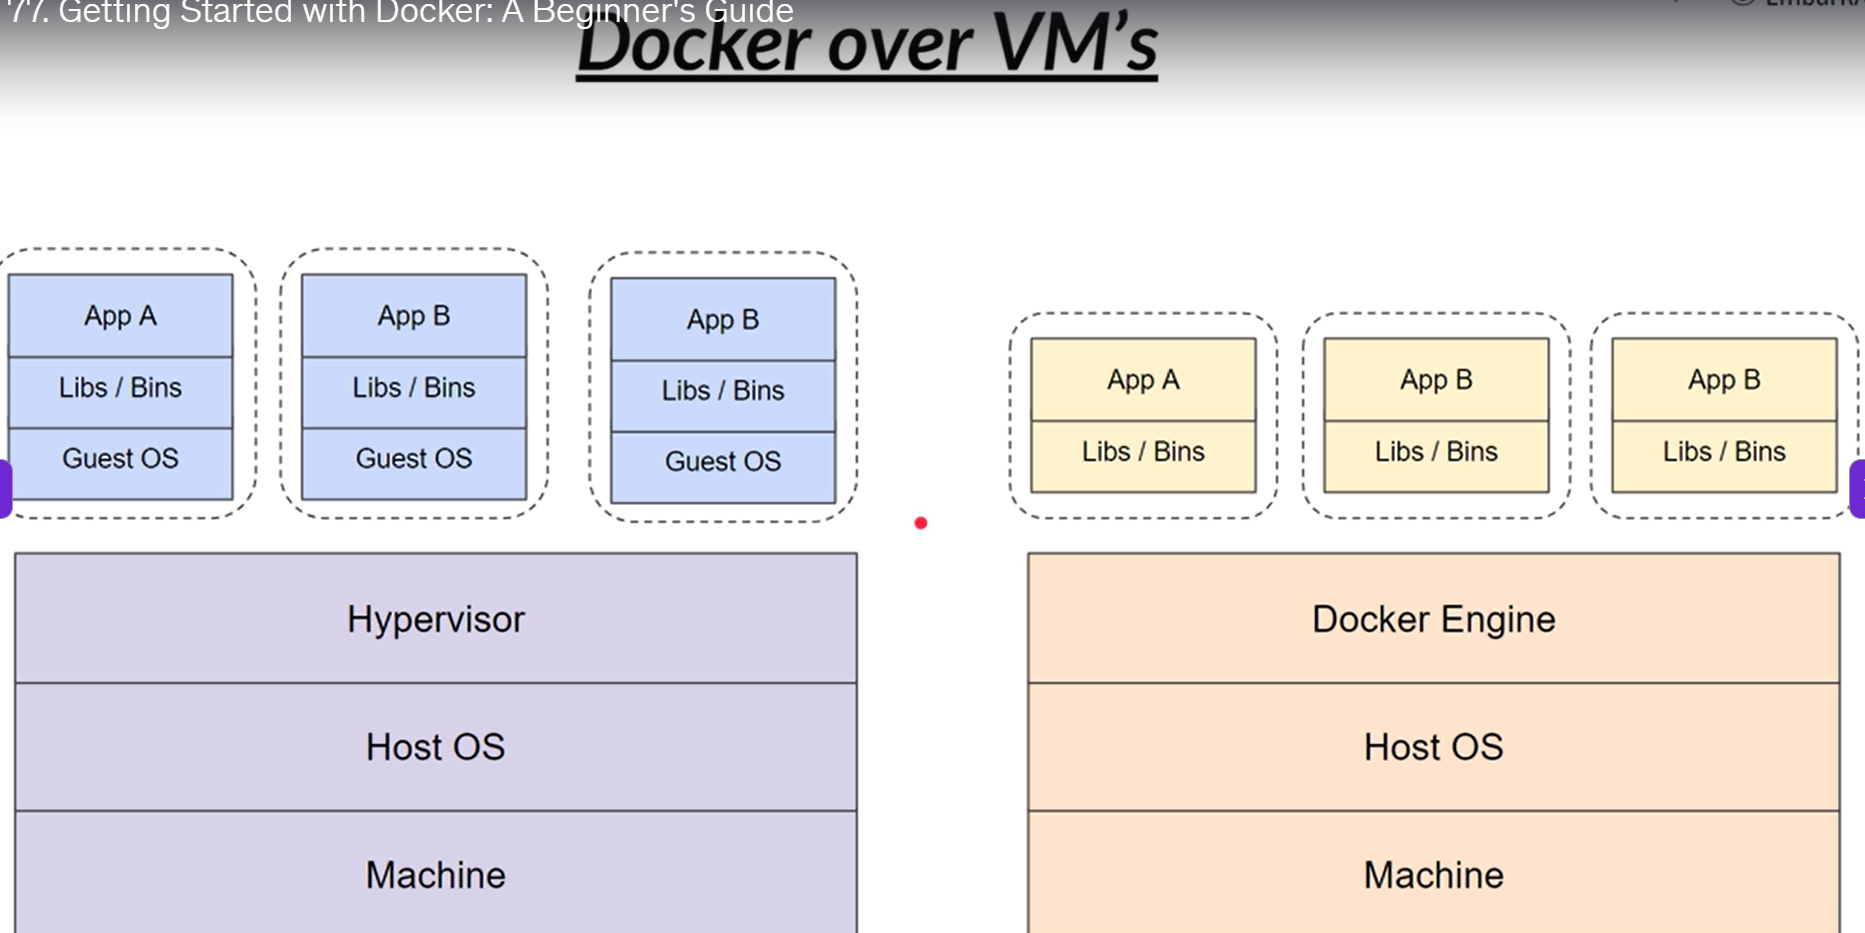 77. Getting Started with Docker: A Beginner's Guide
Docker over VM's
App A
Libs / Bins
Guest OS
App B
Libs / Bins
Guest OS
App B
Libs / Bins
Guest OS
Hypervisor
Host OS
Machine
App A
Libs / Bins
App B
Libs / Bins
App B
Libs / Bins
Docker Engine
Host OS
Machine